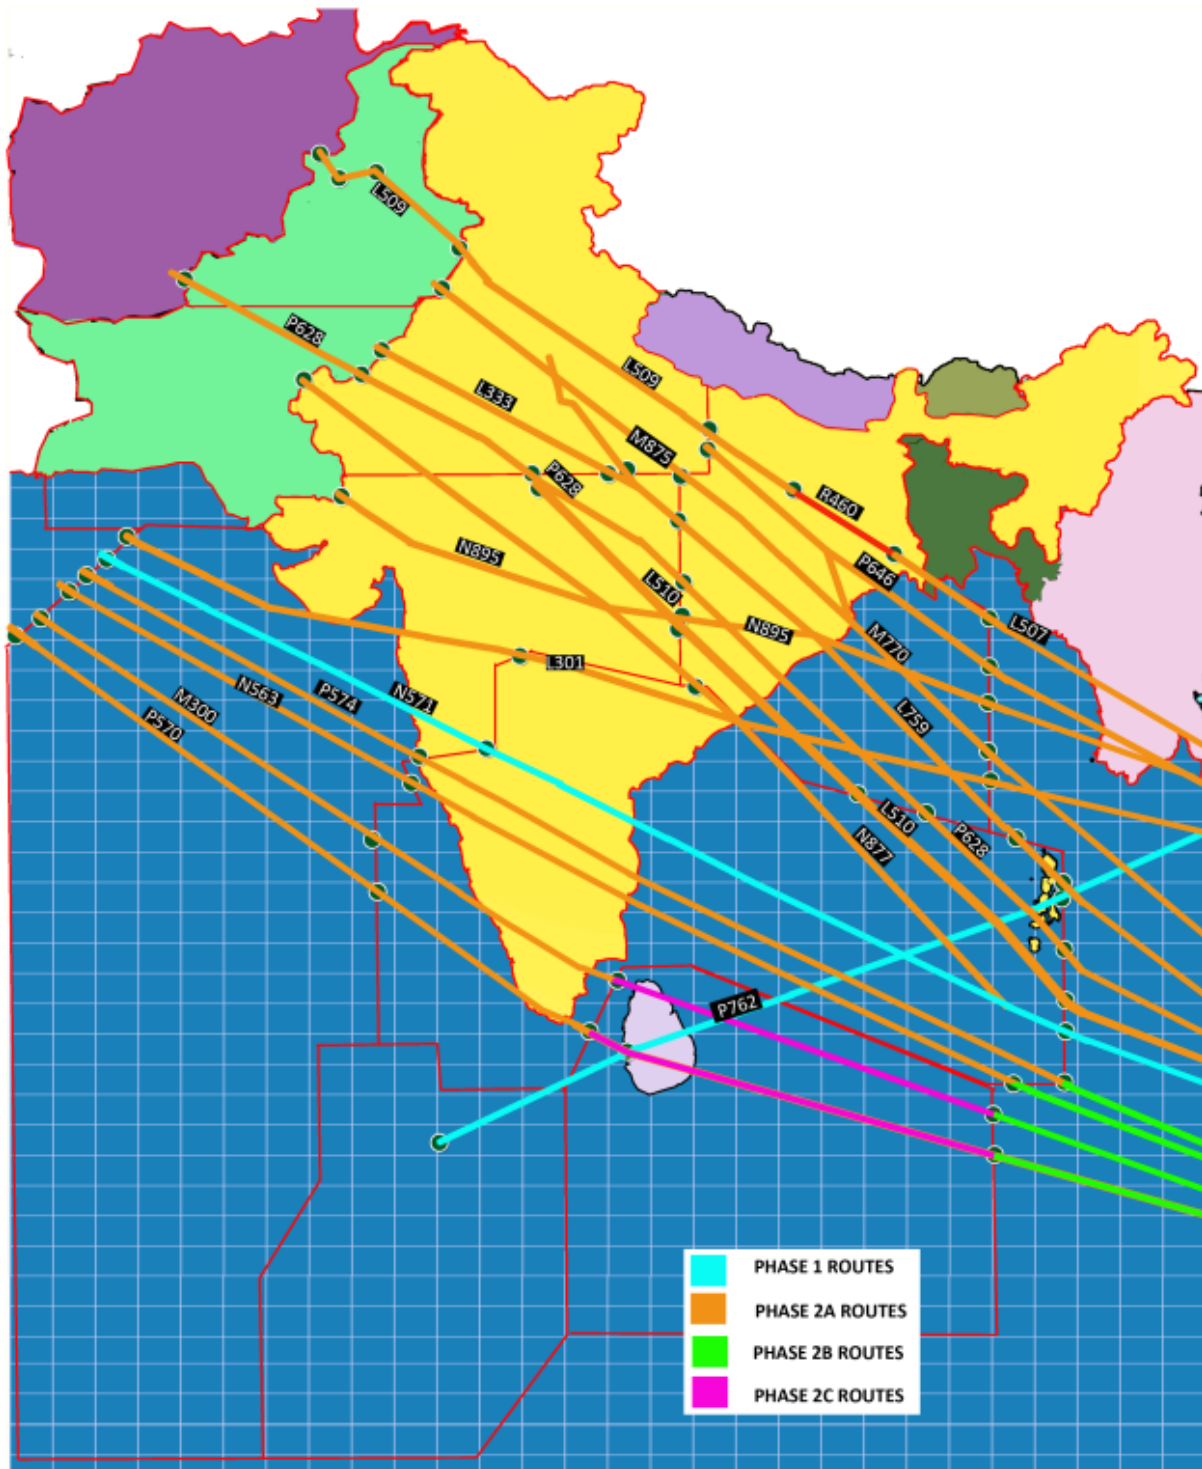 L509
P628
L509
L333
M875
P628
R460
N895
P646
L510
N895
L507
M770
L301
N571
P574
N563
M300
P570
L759
L510
P628
N877
P762
PHASE 1 ROUTES
PHASE 2A ROUTES
PHASE 2B ROUTES
PHASE 2C ROUTES